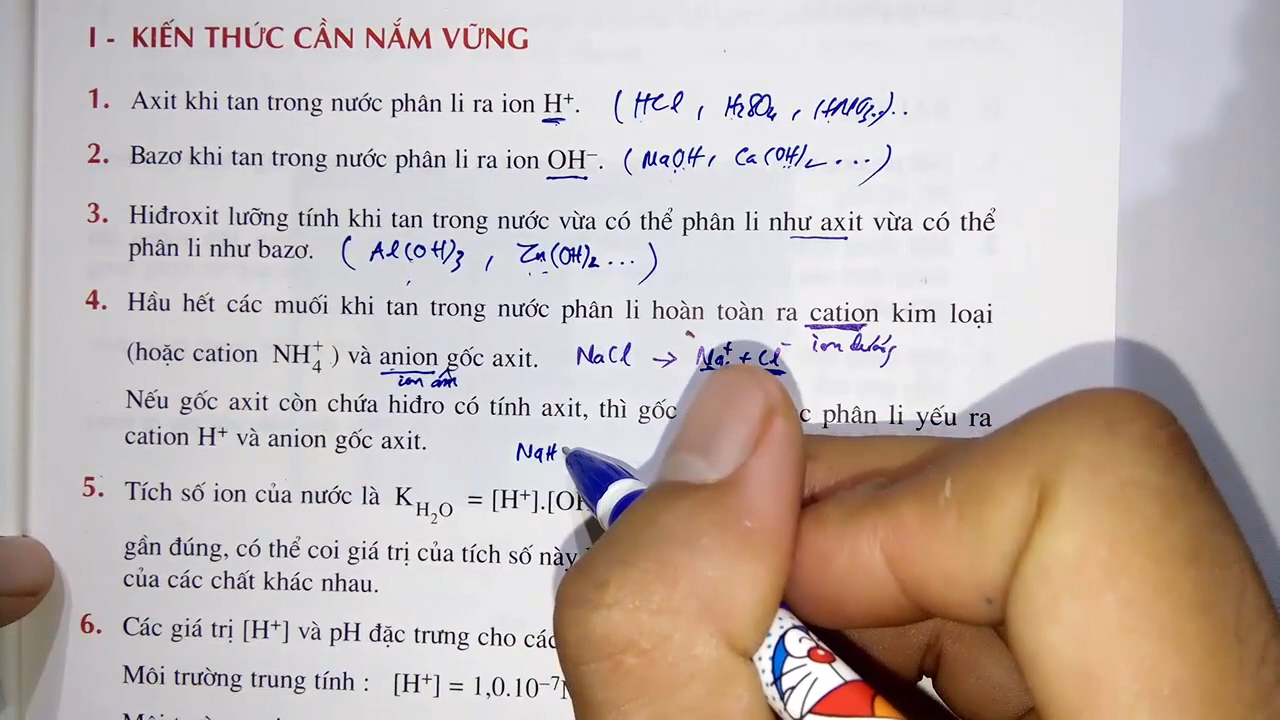 I - KIẾN THỨC CẦN NẮM VỮNG
1. Axit khi tan trong nước phân li ra ion H⁺. (HCl, H₂SO₄, HNO₃...)
2. Bazơ khi tan trong nước phân li ra ion OH⁻. (NaOH, Ca(OH)₂...)
3. Hiđroxit lưỡng tính khi tan trong nước vừa có thể phân li như axit vừa có thể
phân li như bazơ. (Al(OH)₃, Zn(OH)₂...)
4. Hầu hết các muối khi tan trong nước phân li hoàn toàn ra cation kim loại
(hoặc cation NH₄⁺) và anion gốc axit. NaCl → Na⁺ + Cl⁻ ion dương
ion âm
Nếu gốc axit còn chứa hiđro có tính axit, thì gốc phân li yếu ra
cation H⁺ và anion gốc axit. NaH
5. Tích số ion của nước là K_H₂O = [H⁺].[O
gần đúng, có thể coi giá trị của tích số này
của các chất khác nhau.
6. Các giá trị [H⁺] và pH đặc trưng cho
Môi trường trung tính : [H⁺] = 1,0.10⁻⁷